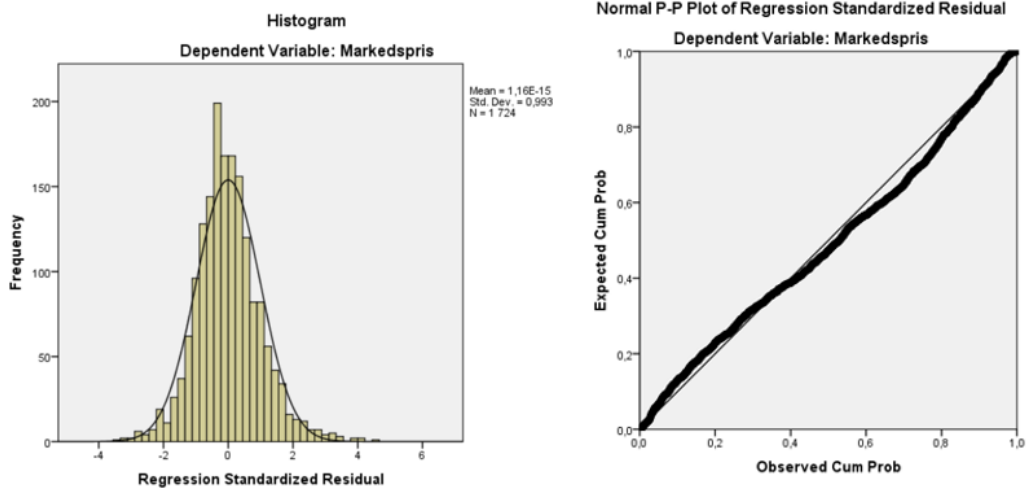 Histogram
Dependent Variable: Markedspris
Mean = 1,16E-15
Std. Dev. = 0,993
N = 1 724
200
150
100
50
0
Frequency
-4
-2
0
2
4
6
Regression Standardized Residual
Normal P-P Plot of Regression Standardized Residual
Dependent Variable: Markedspris
1,0
0,8
0,6
0,4
0,2
0,0
Expected Cum Prob
0,0
0,2
0,4
0,6
0,8
1,0
Observed Cum Prob